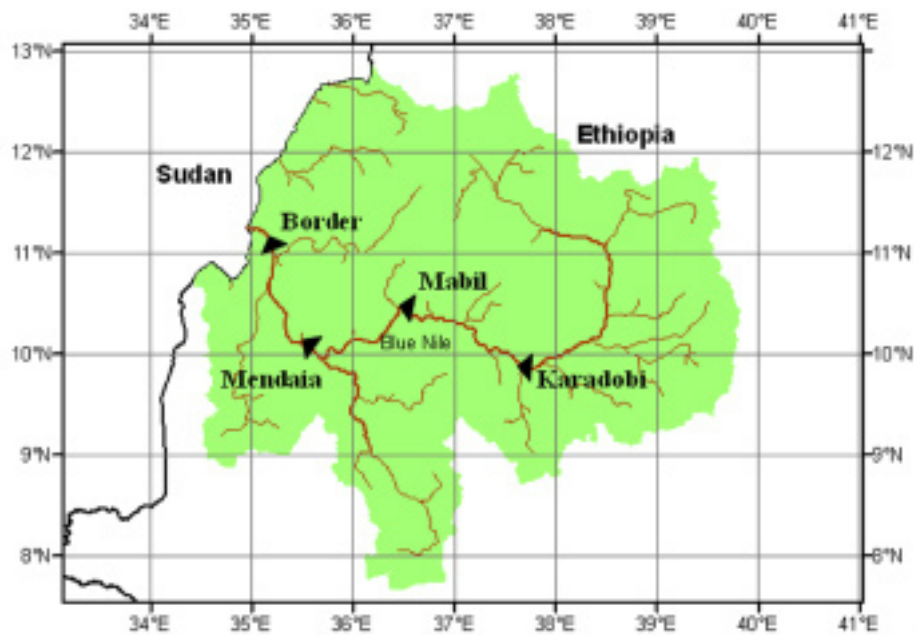 34°E 35°E 36°E 37°E 38°E 39°E 40°E 41°E
13°N
12°N 12°N
Ethiopia
Sudan
Border
11°N 11°N
Mabil
Blue Nile
10°N 10°N
Mendaia Karadobi
9°N 9°N
8°N 8°N
34°E 35°E 36°E 37°E 38°E 39°E 40°E 41°E